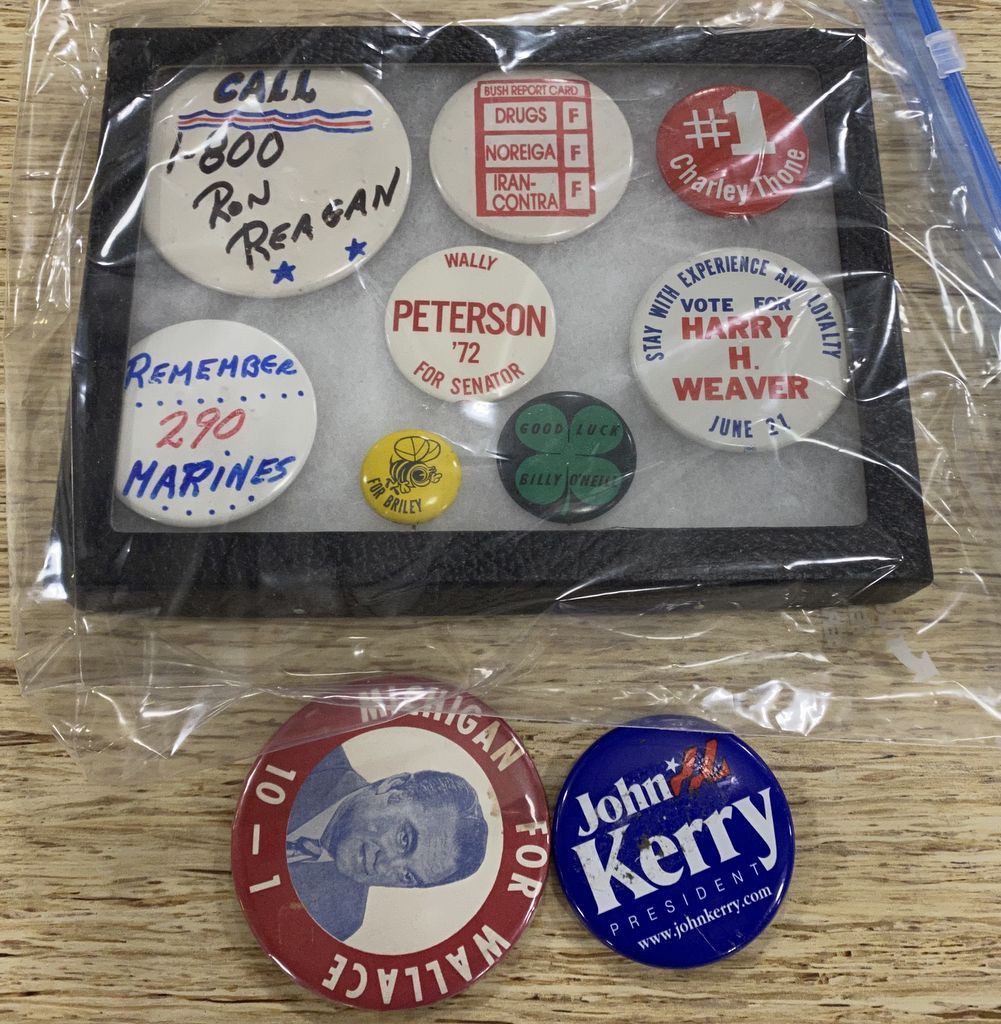 CALL
1-800
RON
REAGAN
BUSH REPORT CARD
DRUGS F
NOREIGA F
IRAN-
CONTRA F
#1
Charley Thone
WALLY
PETERSON
'72
FOR SENATOR
STAY WITH EXPERIENCE AND LOYALTY
VOTE FOR
HARRY
H.
WEAVER
JUNE 21
REMEMBER
290
MARINES
FOR BRILEY
GOOD LUCK
BILLY O'NEILL
MICHIGAN FOR WALLACE
10 — 1
John
Kerry
PRESIDENT
www.johnkerry.com